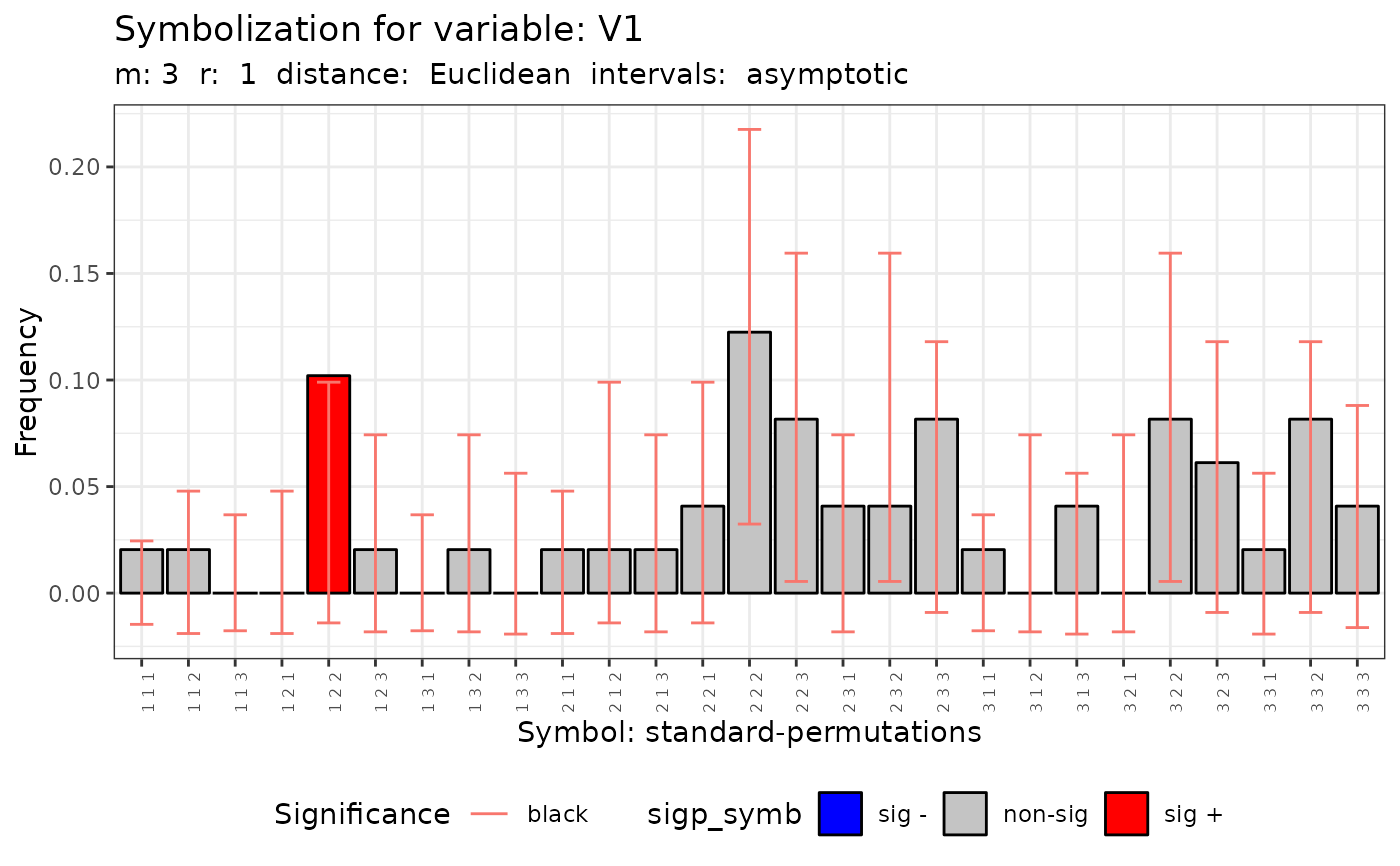 Symbolization for variable: V1
m: 3 r: 1 distance: Euclidean intervals: asymptotic
Frequency
0.20
0.15
0.10
0.05
0.00
1 1 1
1 1 2
1 1 3
1 2 1
1 2 2
1 2 3
1 3 1
1 3 2
1 3 3
2 1 1
2 1 2
2 1 3
2 2 1
2 2 2
2 2 3
2 3 1
2 3 2
2 3 3
3 1 1
3 1 2
3 1 3
3 2 1
3 2 2
3 2 3
3 3 1
3 3 2
3 3 3
Symbol: standard-permutations
Significance black sigp_symb sig - non-sig sig +